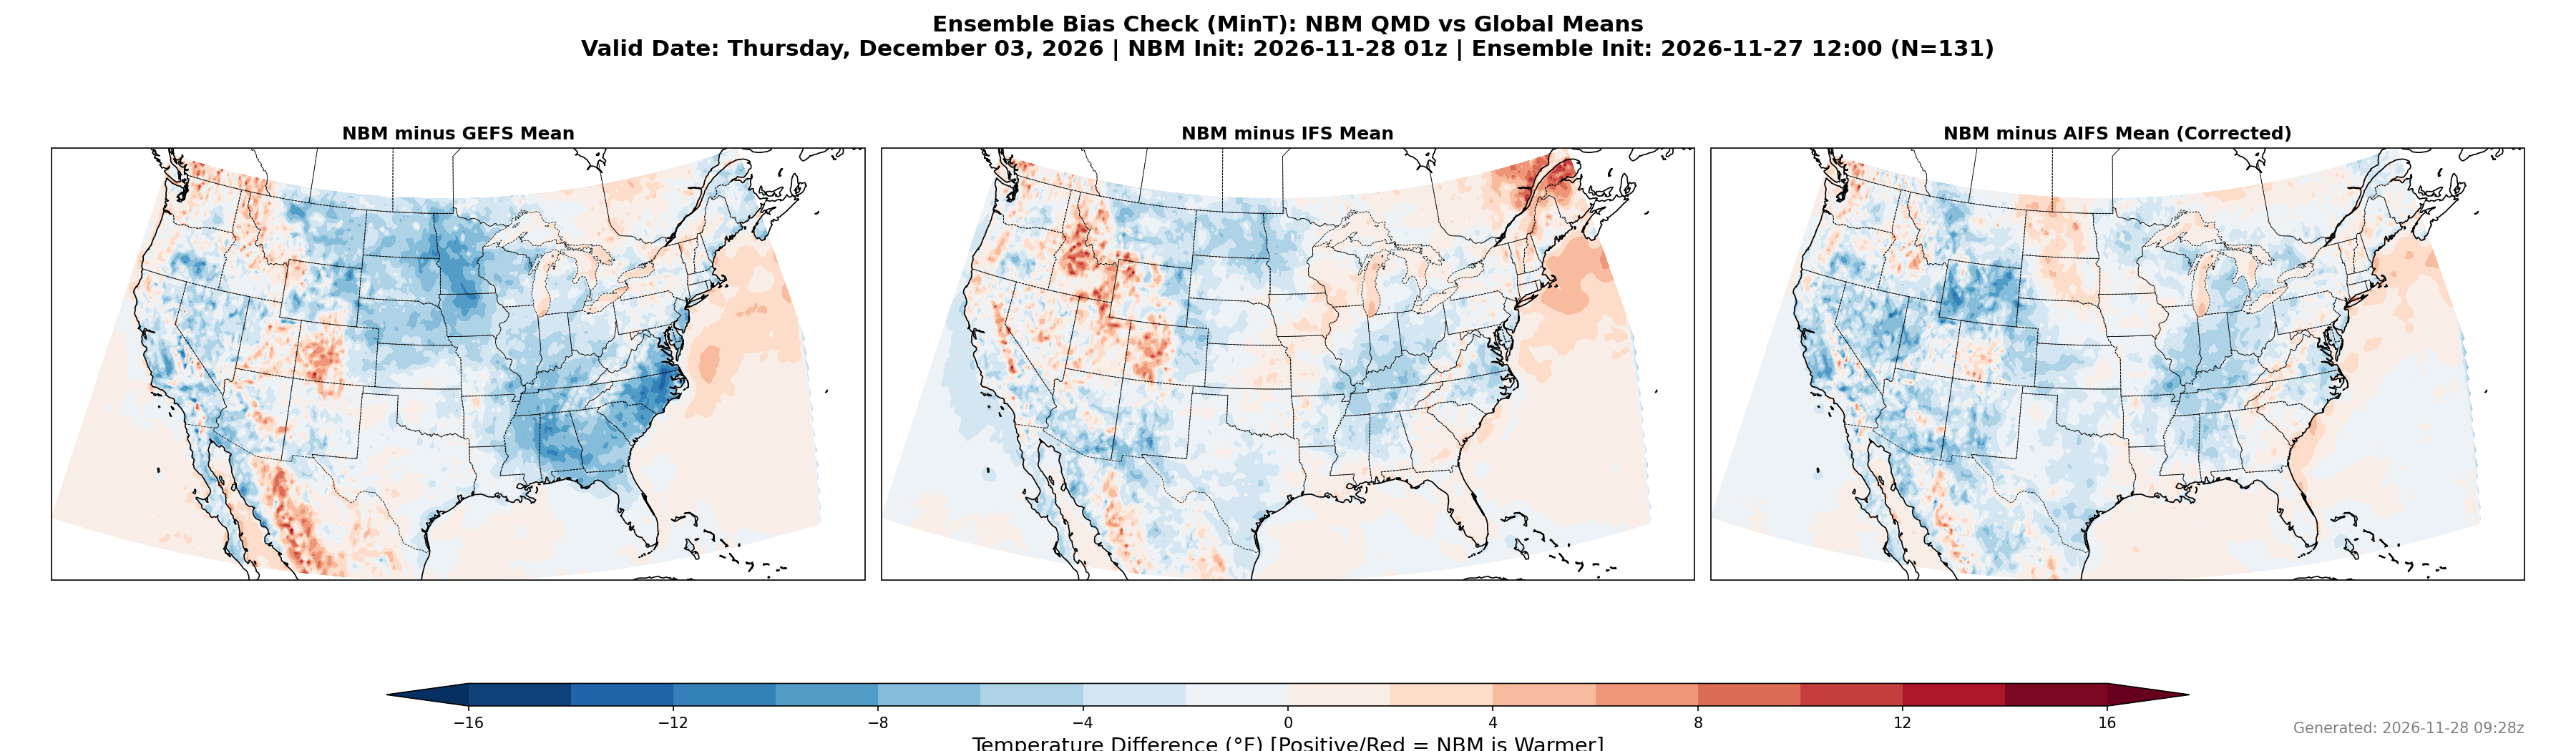 Ensemble Bias Check (MinT): NBM QMD vs Global Means
Valid Date: Thursday, December 03, 2026 | NBM Init: 2026-11-28 01z | Ensemble Init: 2026-11-27 12:00 (N=131)
NBM minus GEFS Mean
NBM minus IFS Mean
NBM minus AIFS Mean (Corrected)
−16 −12 −8 −4 0 4 8 12 16
Temperature Difference (°F) [Positive/Red = NBM is Warmer]
Generated: 2026-11-28 09:28z